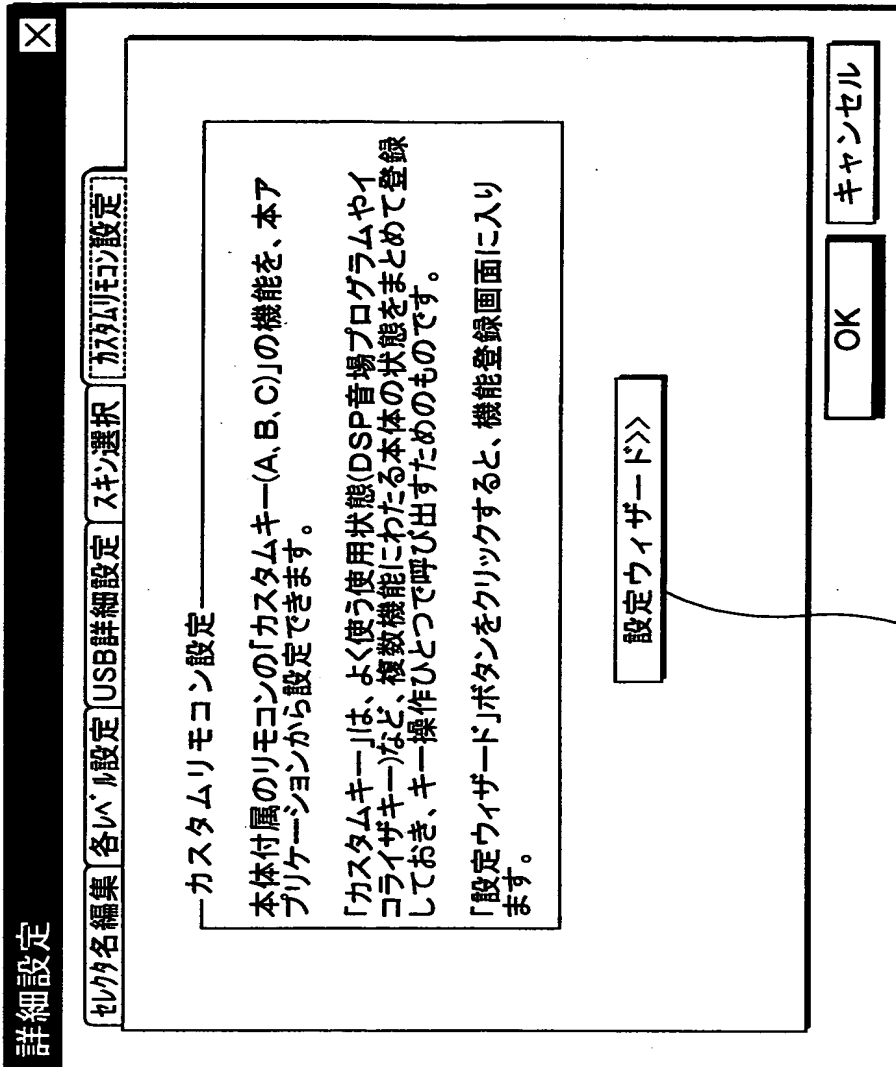 詳細設定
×
セレクタ名編集
各レベル設定
USB詳細設定
スキン選択
カスタムリモコン設定
カスタムリモコン設定
本体付属のリモコンの「カスタムキー(A、B、C)」の機能を、本ア
プリケーションから設定できます。
「カスタムキー」は、よく使う使用状態(DSP音場プログラムやイ
コライザキー)など、複数機能にわたる本体の状態をまとめて登録
しておき、キー操作ひとつで呼び出すためのものです。
「設定ウィザード」ボタンをクリックすると、機能登録画面に入り
ます。
設定ウィザード>>
OK
キャンセル